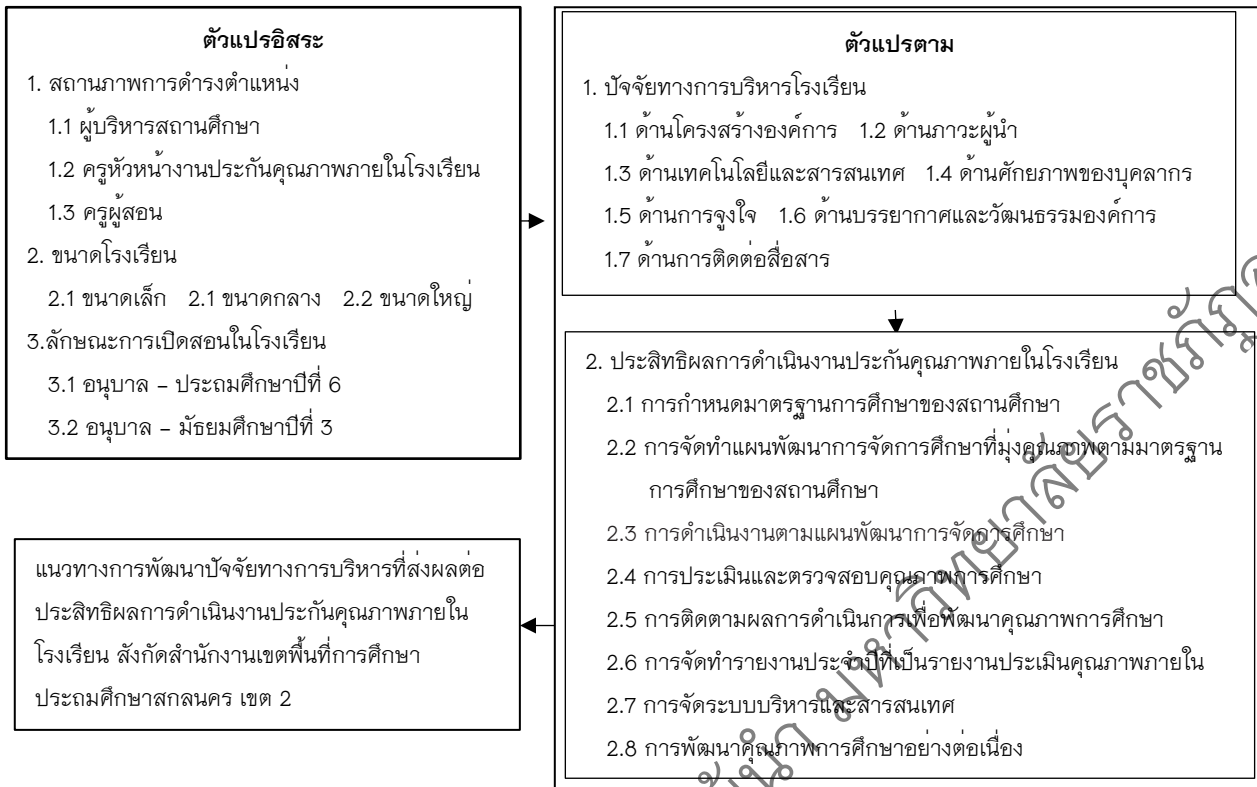 ตัวแปรอิสระ
1. สถานภาพการดำรงตำแหน่ง
1.1 ผู้บริหารสถานศึกษา
1.2 ครูหัวหน้างานประกันคุณภาพภายในโรงเรียน
1.3 ครูผู้สอน
2. ขนาดโรงเรียน
2.1 ขนาดเล็ก 2.1 ขนาดกลาง 2.2 ขนาดใหญ่
3.ลักษณะการเปิดสอนในโรงเรียน
3.1 อนุบาล – ประถมศึกษาปีที่ 6
3.2 อนุบาล – มัธยมศึกษาปีที่ 3
ตัวแปรตาม
1. ปัจจัยทางการบริหารโรงเรียน
1.1 ด้านโครงสร้างองค์การ 1.2 ด้านภาวะผู้นำ
1.3 ด้านเทคโนโลยีและสารสนเทศ 1.4 ด้านศักยภาพของบุคลากร
1.5 ด้านการจูงใจ 1.6 ด้านบรรยากาศและวัฒนธรรมองค์การ
1.7 ด้านการติดต่อสื่อสาร
2. ประสิทธิผลการดำเนินงานประกันคุณภาพภายในโรงเรียน
2.1 การกำหนดมาตรฐานการศึกษาของสถานศึกษา
2.2 การจัดทำแผนพัฒนาการจัดการศึกษาที่มุ่งคุณภาพตามมาตรฐาน
การศึกษาของสถานศึกษา
2.3 การดำเนินงานตามแผนพัฒนาการจัดการศึกษา
2.4 การประเมินและตรวจสอบคุณภาพการศึกษา
2.5 การติดตามผลการดำเนินการเพื่อพัฒนาคุณภาพการศึกษา
2.6 การจัดทำรายงานประจำปีที่เป็นรายงานประเมินคุณภาพภายใน
2.7 การจัดระบบบริหารและสารสนเทศ
2.8 การพัฒนาคุณภาพการศึกษาอย่างต่อเนื่อง
แนวทางการพัฒนาปัจจัยทางการบริหารที่ส่งผลต่อ
ประสิทธิผลการดำเนินงานประกันคุณภาพภายใน
โรงเรียน สังกัดสำนักงานเขตพื้นที่การศึกษา
ประถมศึกษาสกลนคร เขต 2
มหาวิทยาลัยราชภัฏ